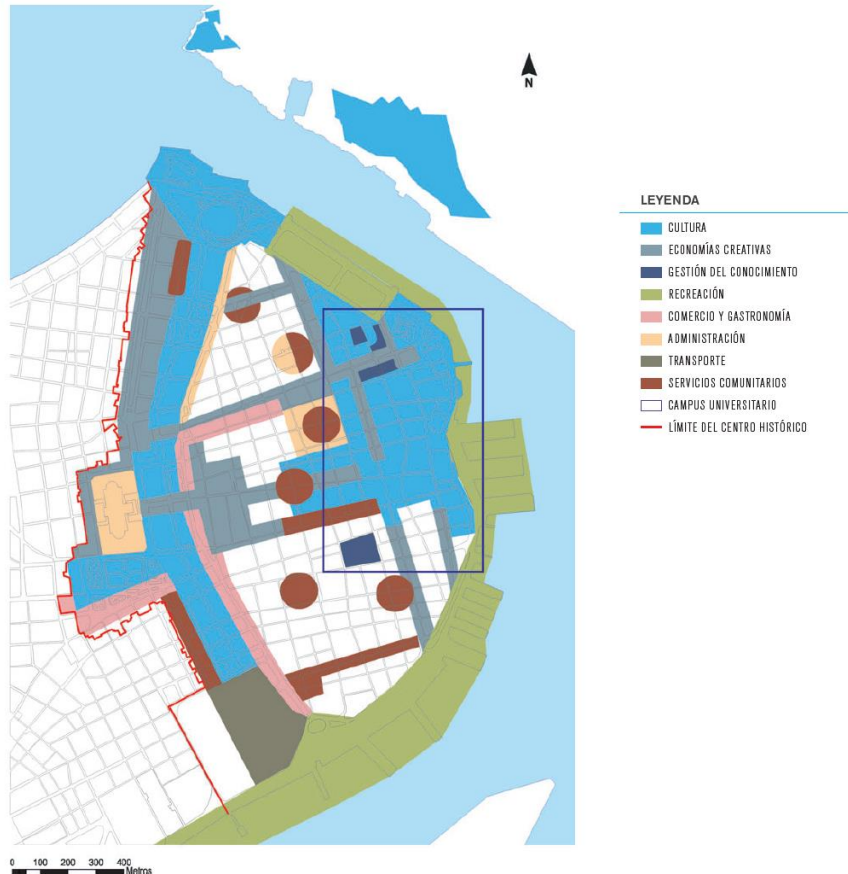 N
LEYENDA
CULTURA
ECONOMÍAS CREATIVAS
GESTIÓN DEL CONOCIMIENTO
RECREACIÓN
COMERCIO Y GASTRONOMÍA
ADMINISTRACIÓN
TRANSPORTE
SERVICIOS COMUNITARIOS
CAMPUS UNIVERSITARIO
LÍMITE DEL CENTRO HISTÓRICO
0 100 200 300 400
Metros